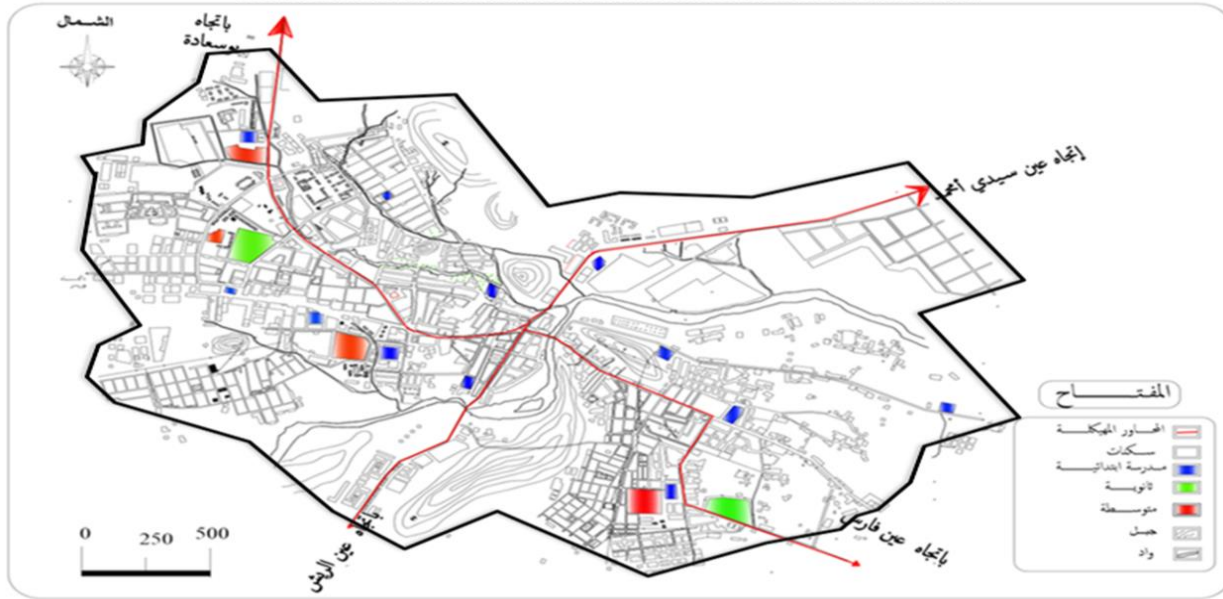 الشمال
باتجاه
بوسعادة
إتجاه عين سيدي أمحمد
باتجاه عين فارس
0 250 500
المفتاح
المحاور المهيكلة
سكنات
مدرسة ابتدائية
ثانوية
متوسطة
جبل
واد